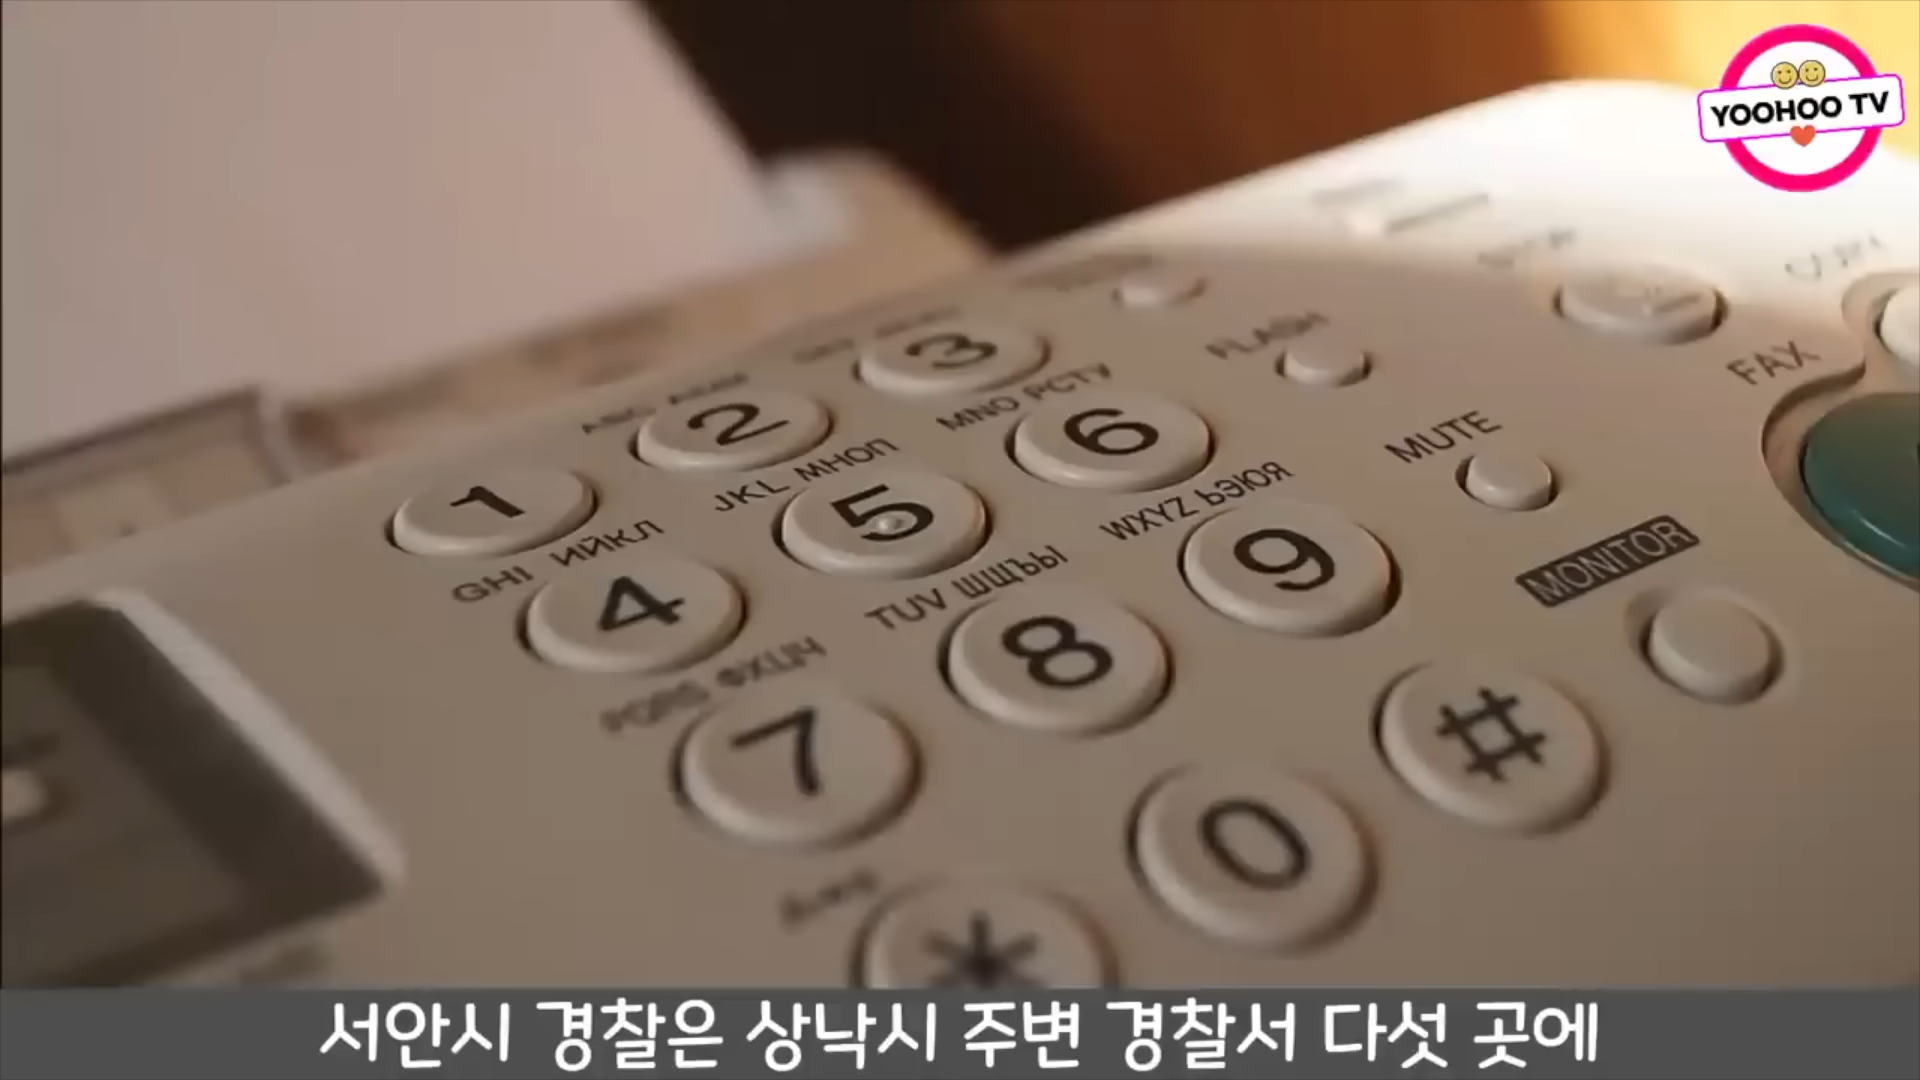 YOOHOO TV
FLASH
FAX
MUTE
MONITOR
1
2
3
GHI ИЙКЛ
4
JKL МНОП
5
MNO РСТУ
6
7
TUV ШЩЪЫ
8
WXYZ ЬЭЮЯ
9
*
0
#
서안시 경찰은 상낙시 주변 경찰서 다섯 곳에